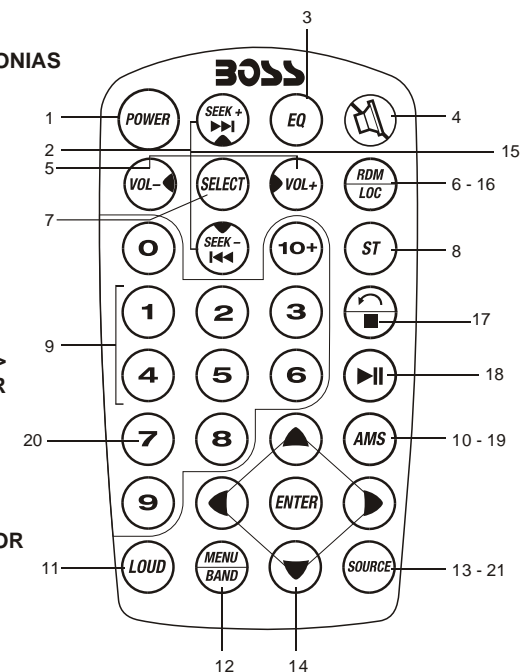 3
ONIAS
BOSS
1
POWER
SEEK +
EQ
4
2
15
5
VOL-
SELECT
VOL+
RDM
LOC
6 - 16
7
0
SEEK -
10+
ST
8
1
2
3
17
9
>
R
4
5
6
18
20
7
8
AMS
10 - 19
9
ENTER
OR
11
LOUD
MENU
BAND
SOURCE
13 - 21
12
14